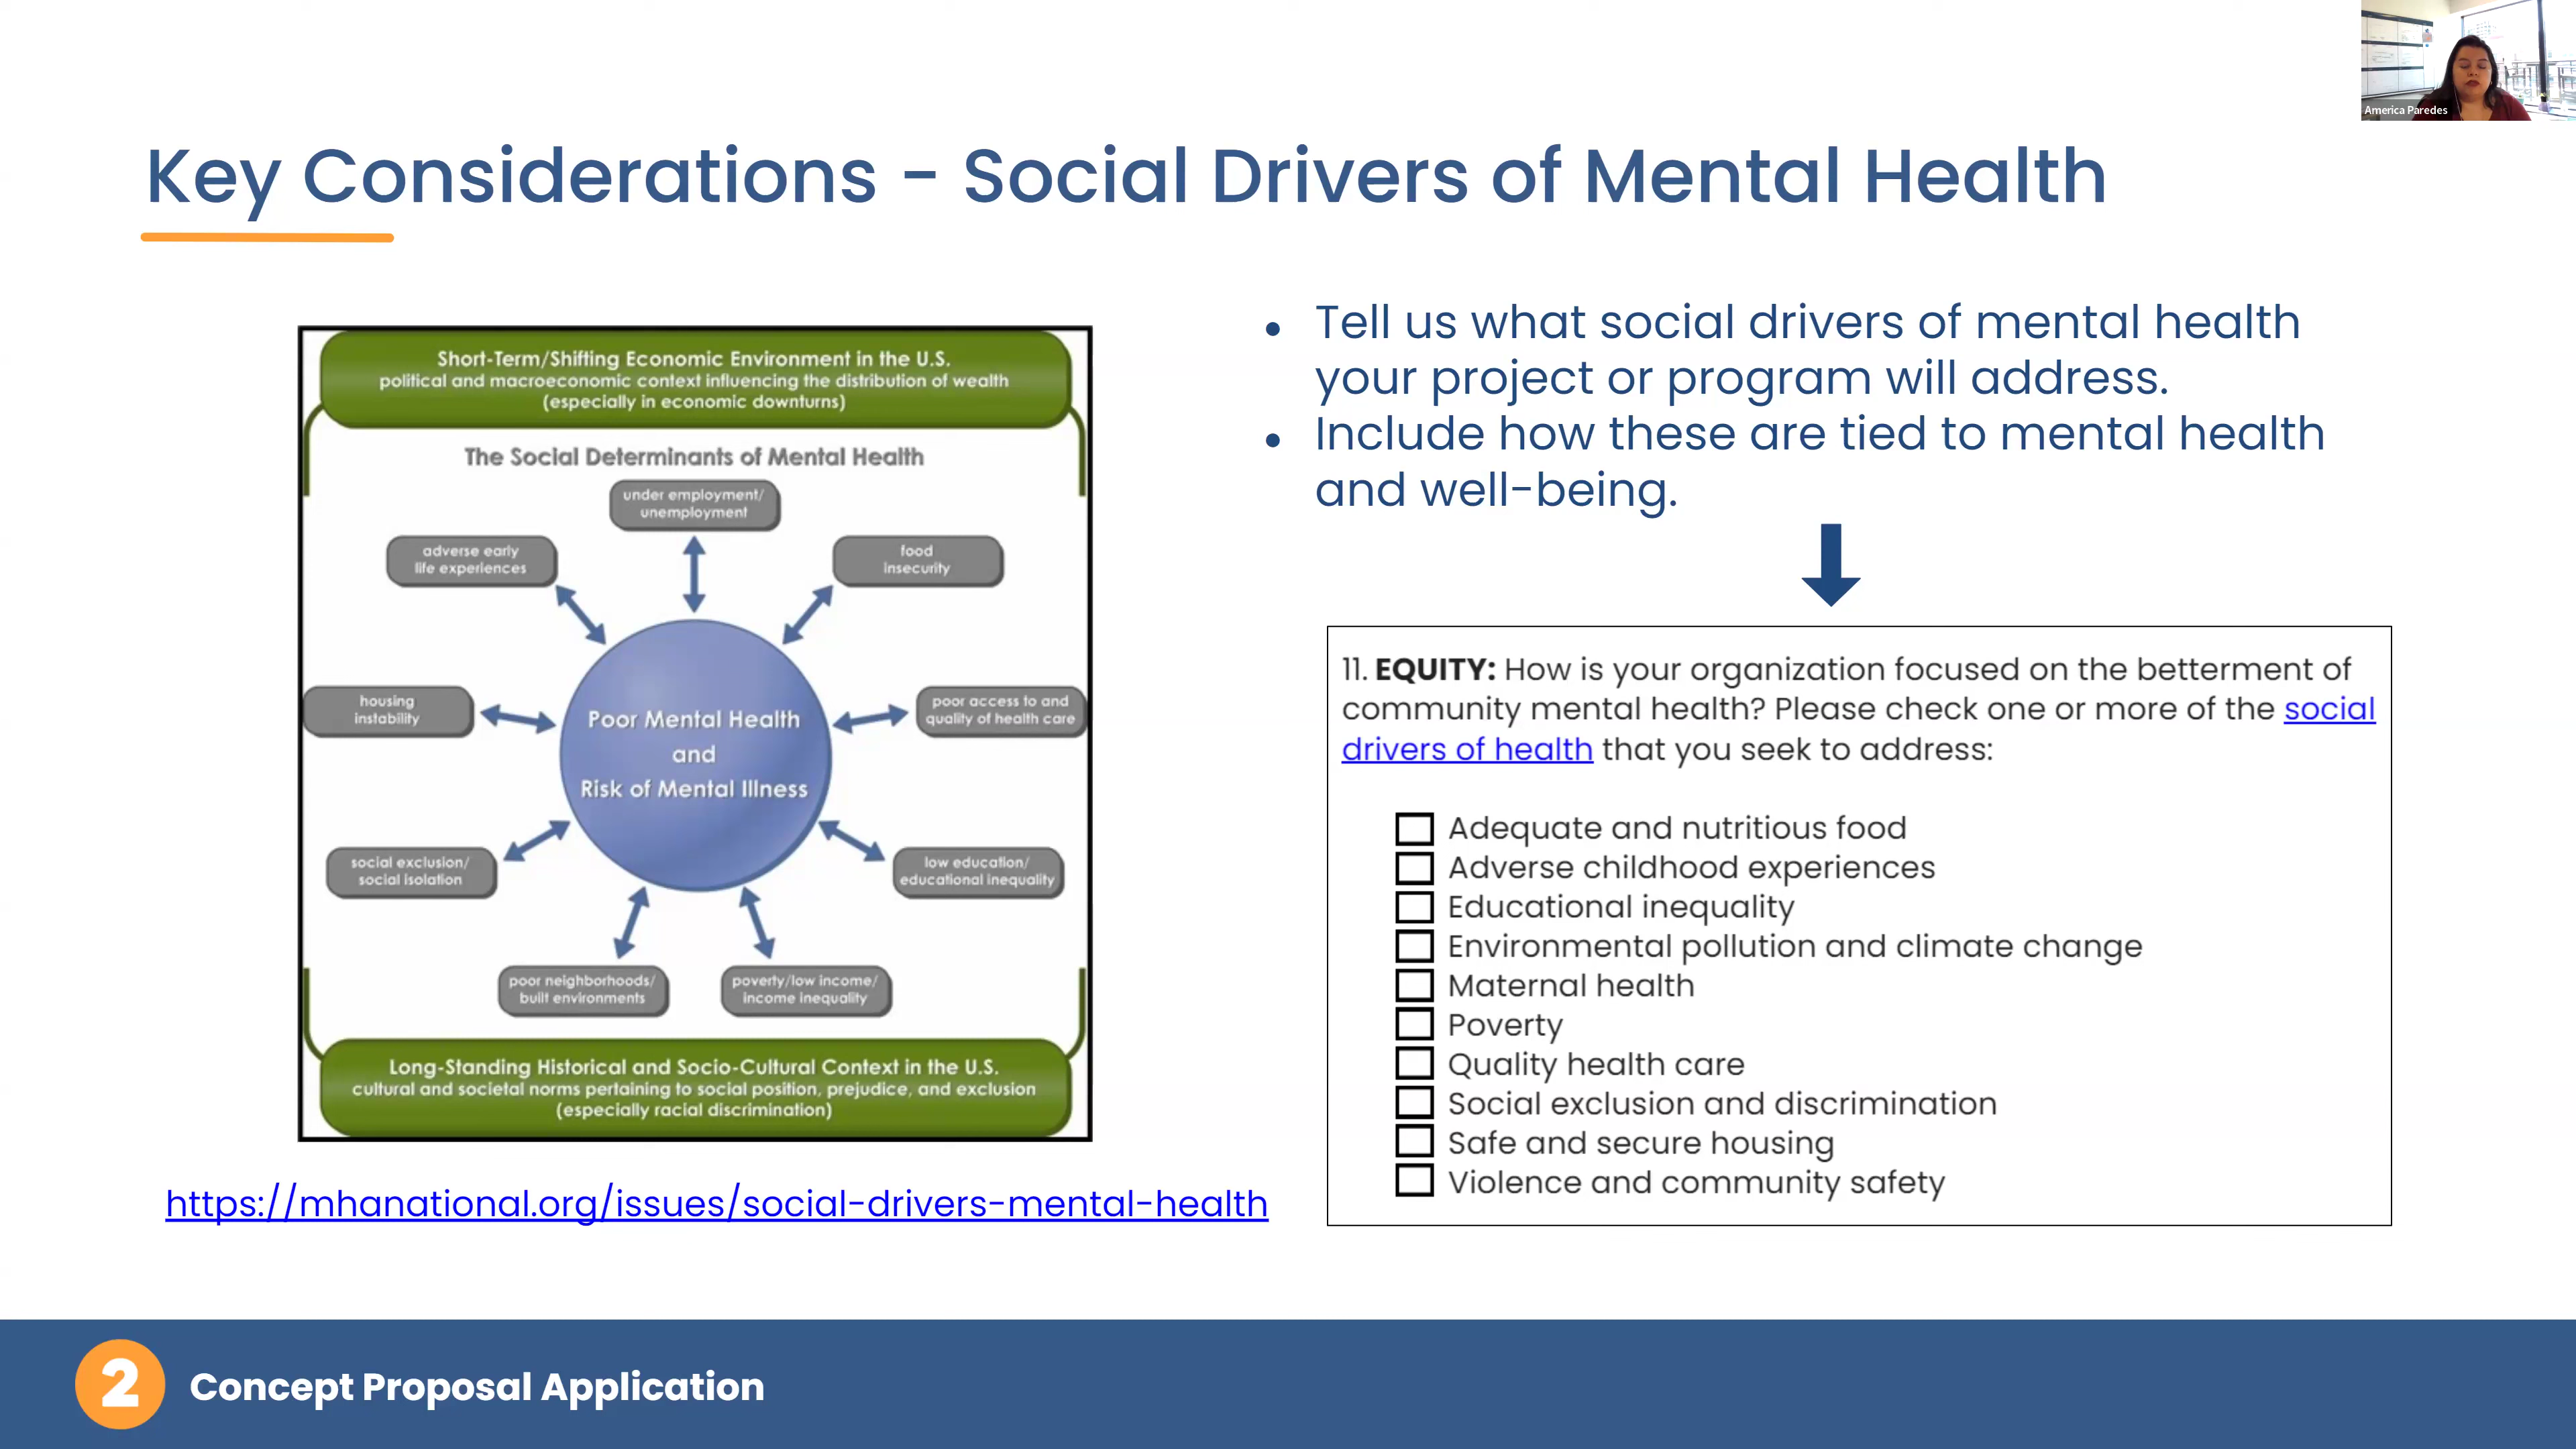 America Paredes
Key Considerations - Social Drivers of Mental Health
Short-Term/Shifting Economic Environment in the U.S.
political and macroeconomic context influencing the distribution of wealth
(especially in economic downturns)
The Social Determinants of Mental Health
under employment/
unemployment
adverse early
life experiences
food
insecurity
housing
instability
Poor Mental Health
and
Risk of Mental Illness
poor access to and
quality of health care
social exclusion/
social isolation
low education/
educational inequality
poor neighborhoods/
built environments
poverty/low income/
income inequality
Long-Standing Historical and Socio-Cultural Context in the U.S.
cultural and societal norms pertaining to social position, prejudice, and exclusion
(especially racial discrimination)
https://mhanational.org/issues/social-drivers-mental-health
• Tell us what social drivers of mental health
your project or program will address.
• Include how these are tied to mental health
and well-being.
11. EQUITY: How is your organization focused on the betterment of
community mental health? Please check one or more of the social
drivers of health that you seek to address:
Adequate and nutritious food
Adverse childhood experiences
Educational inequality
Environmental pollution and climate change
Maternal health
Poverty
Quality health care
Social exclusion and discrimination
Safe and secure housing
Violence and community safety
2 Concept Proposal Application